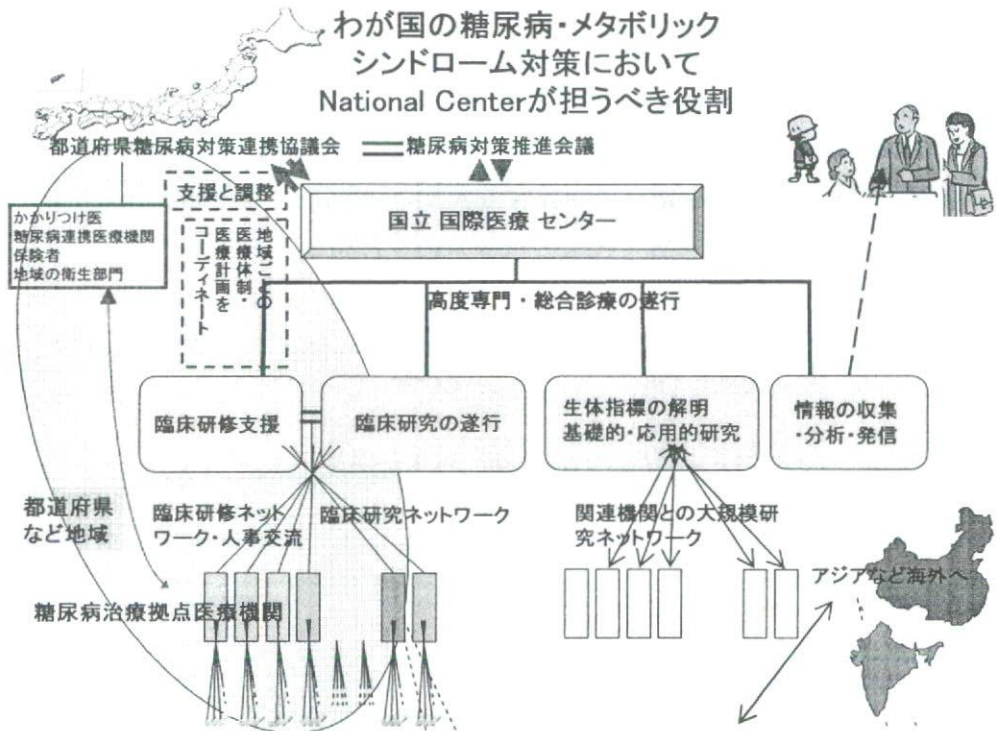 わが国の糖尿病・メタボリック
シンドローム対策において
National Centerが担うべき役割
都道府県糖尿病対策連携協議会
糖尿病対策推進会議
支援と調整
国立 国際医療 センター
かかりつけ医
糖尿病連携医療機関
保険者
地域の衛生部門
地域ごとの
医療体制・
医療計画を
コーディネート
高度専門・総合診療の遂行
臨床研修支援
臨床研究の遂行
生体指標の解明
基礎的・応用的研究
情報の収集
・分析・発信
都道府県
など地域
臨床研修ネット
ワーク・人事交流
臨床研究ネットワーク
関連機関との大規模研
究ネットワーク
アジアなど海外へ
糖尿病治療拠点医療機関